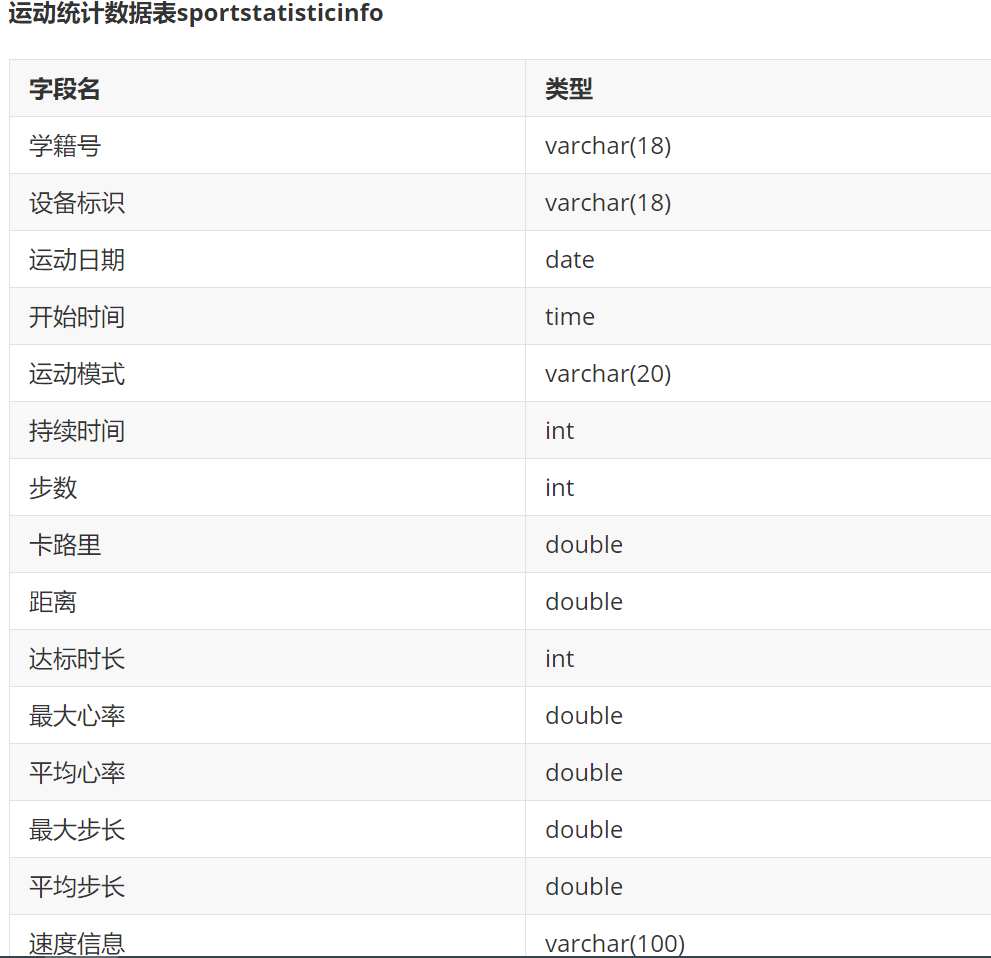 运动统计数据表sportstatisticinfo
字段名 类型
学籍号 varchar(18)
设备标识 varchar(18)
运动日期 date
开始时间 time
运动模式 varchar(20)
持续时间 int
步数 int
卡路里 double
距离 double
达标时长 int
最大心率 double
平均心率 double
最大步长 double
平均步长 double
速度信息 varchar(100)